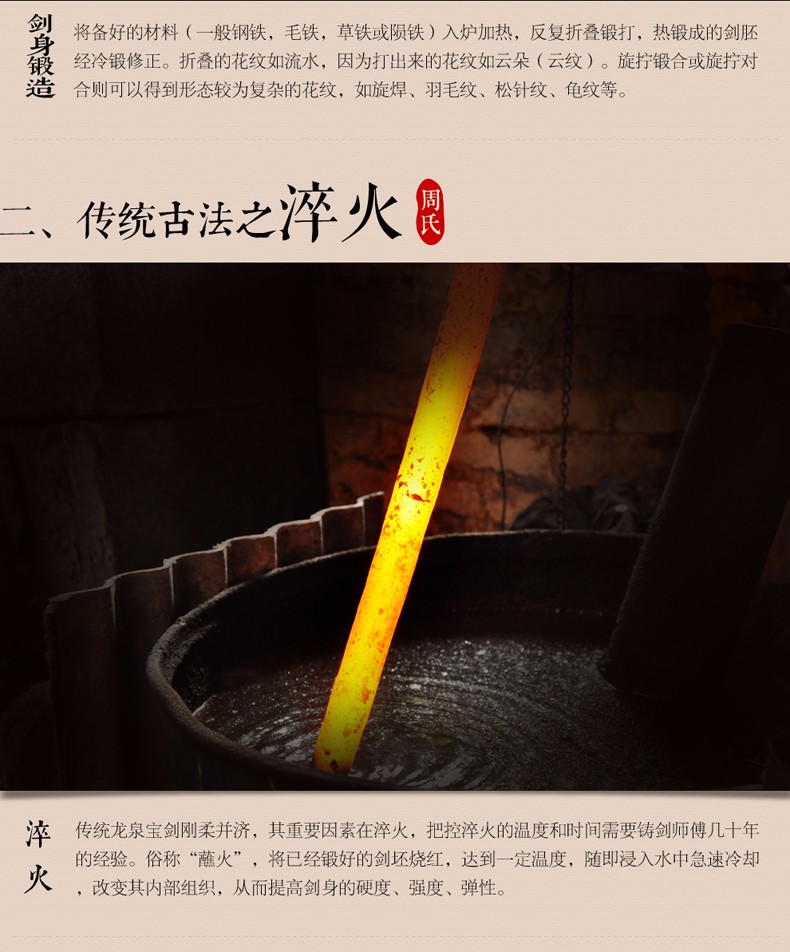 剑身锻造
将备好的材料（一般钢铁，毛铁，草铁或陨铁）入炉加热，反复折叠锻打，热锻成的剑胚
经冷锻修正。折叠的花纹如流水，因为打出来的花纹如云朵（云纹）。旋拧锻合或旋拧对
合则可以得到形态较为复杂的花纹，如旋焊、羽毛纹、松针纹、龟纹等。
二、传统古法之淬火
周氏
淬火
传统龙泉宝剑刚柔并济，其重要因素在淬火，把控淬火的温度和时间需要铸剑师傅几十年
的经验。俗称“蘸火”，将已经锻好的剑坯烧红，达到一定温度，随即浸入水中急速冷却
，改变其内部组织，从而提高剑身的硬度、强度、弹性。